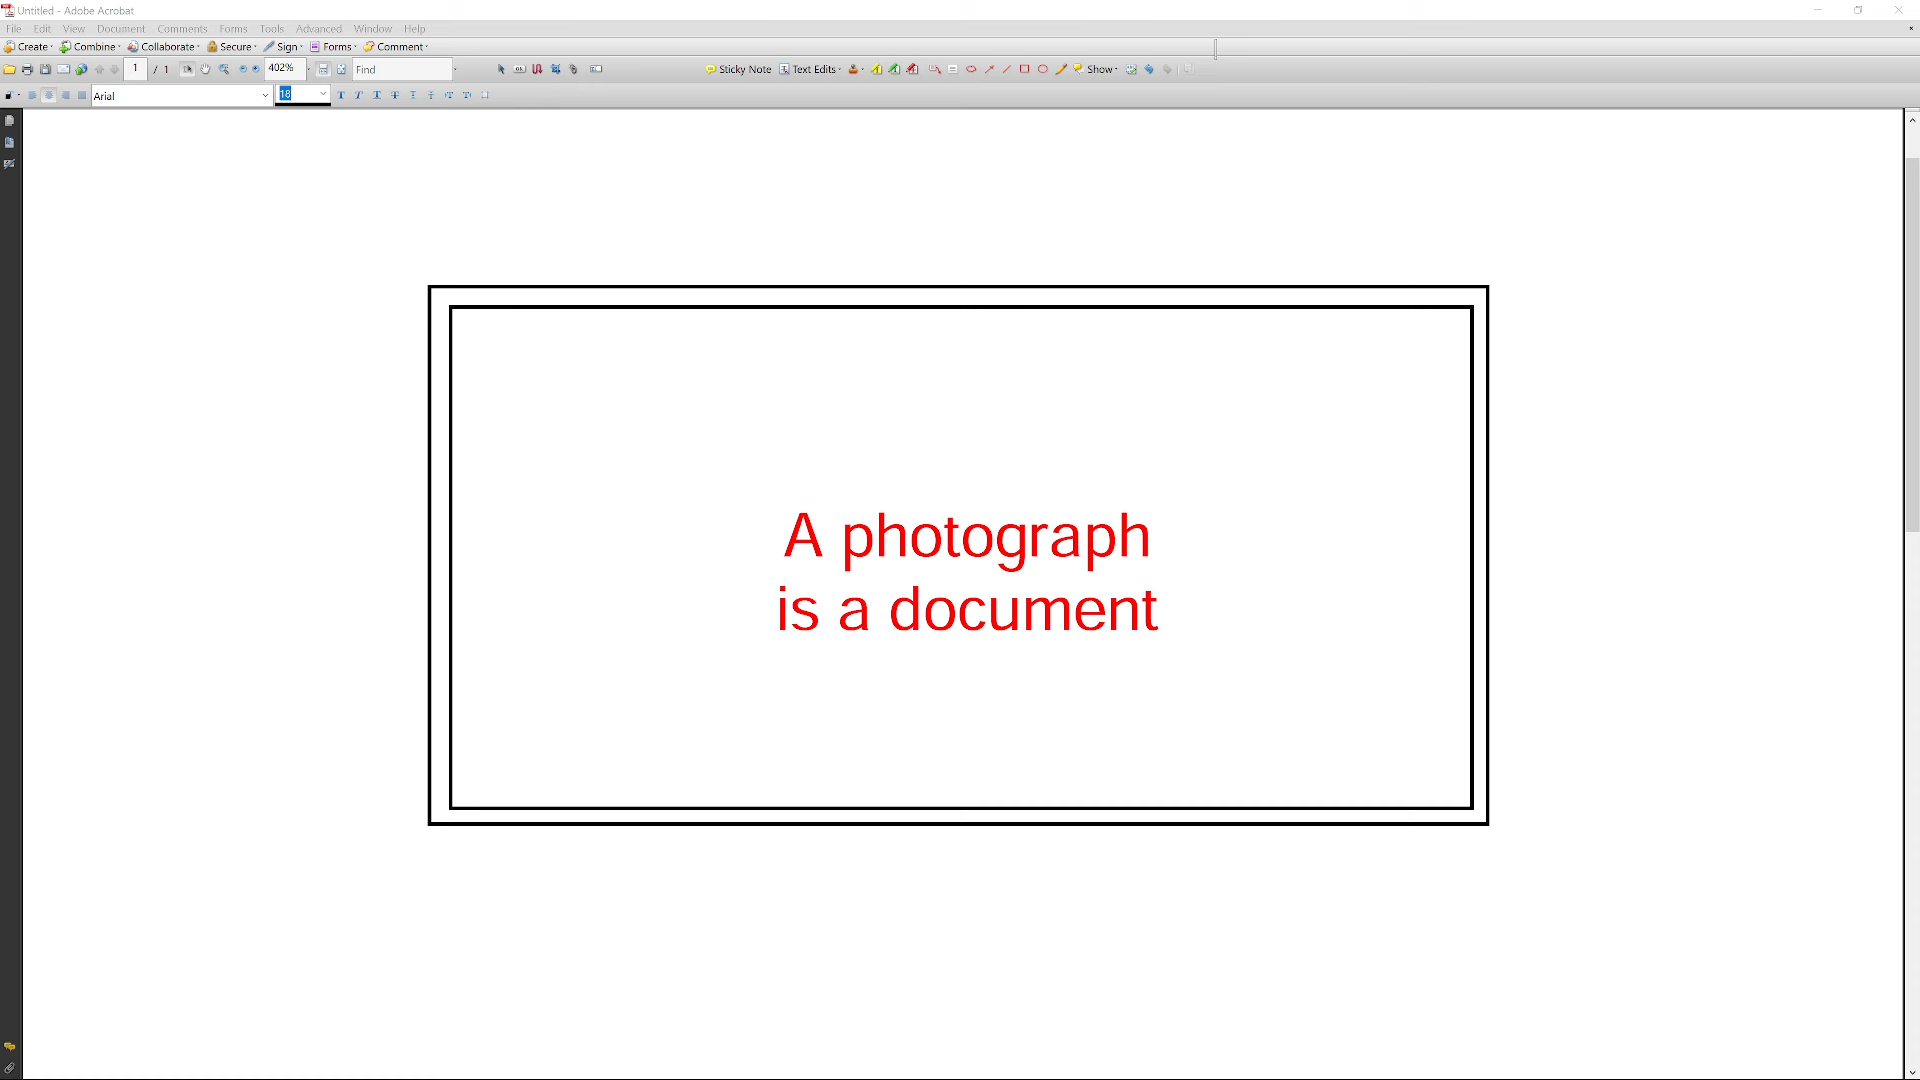 Untitled - Adobe Acrobat
File Edit View Document Comments Forms Tools Advanced Window Help
Create Combine Collaborate Secure Sign Forms Comment
1 / 1 402% Find Sticky Note Text Edits Show
Arial 18 T T T T T T T T
A photograph
is a document